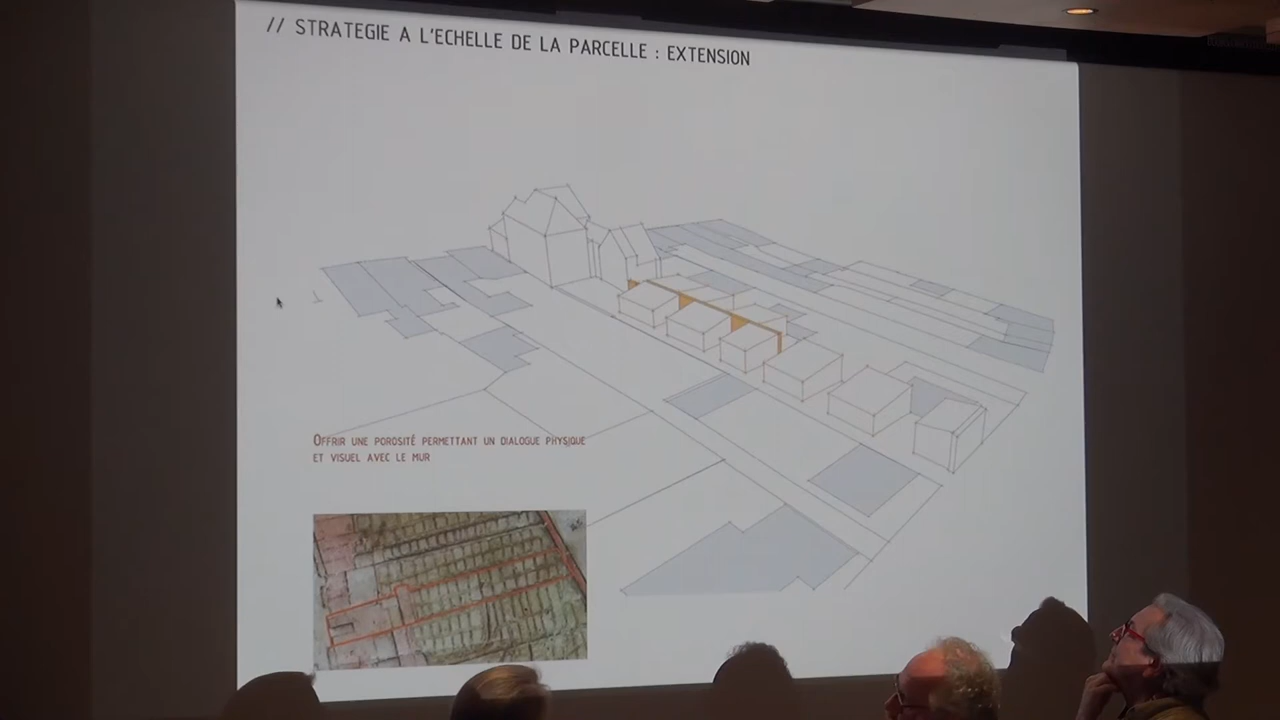 // STRATEGIE A L'ECHELLE DE LA PARCELLE : EXTENSION
OFFRIR UNE POROSITÉ PERMETTANT UN DIALOGUE PHYSIQUE
ET VISUEL AVEC LE MUR